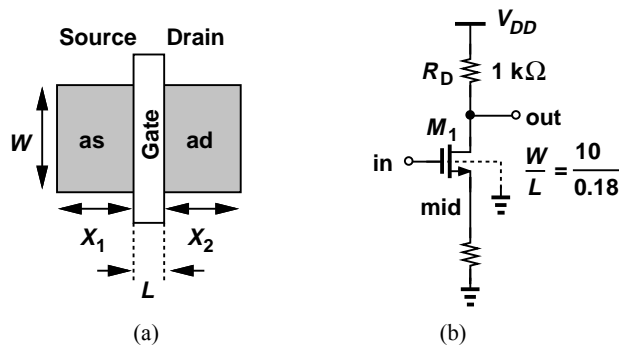 Source Drain
W
as
Gate
ad
X1
X2
L
(a)
VDD
RD 1 kΩ
out
M1
in
W/L = 10/0.18
mid
(b)